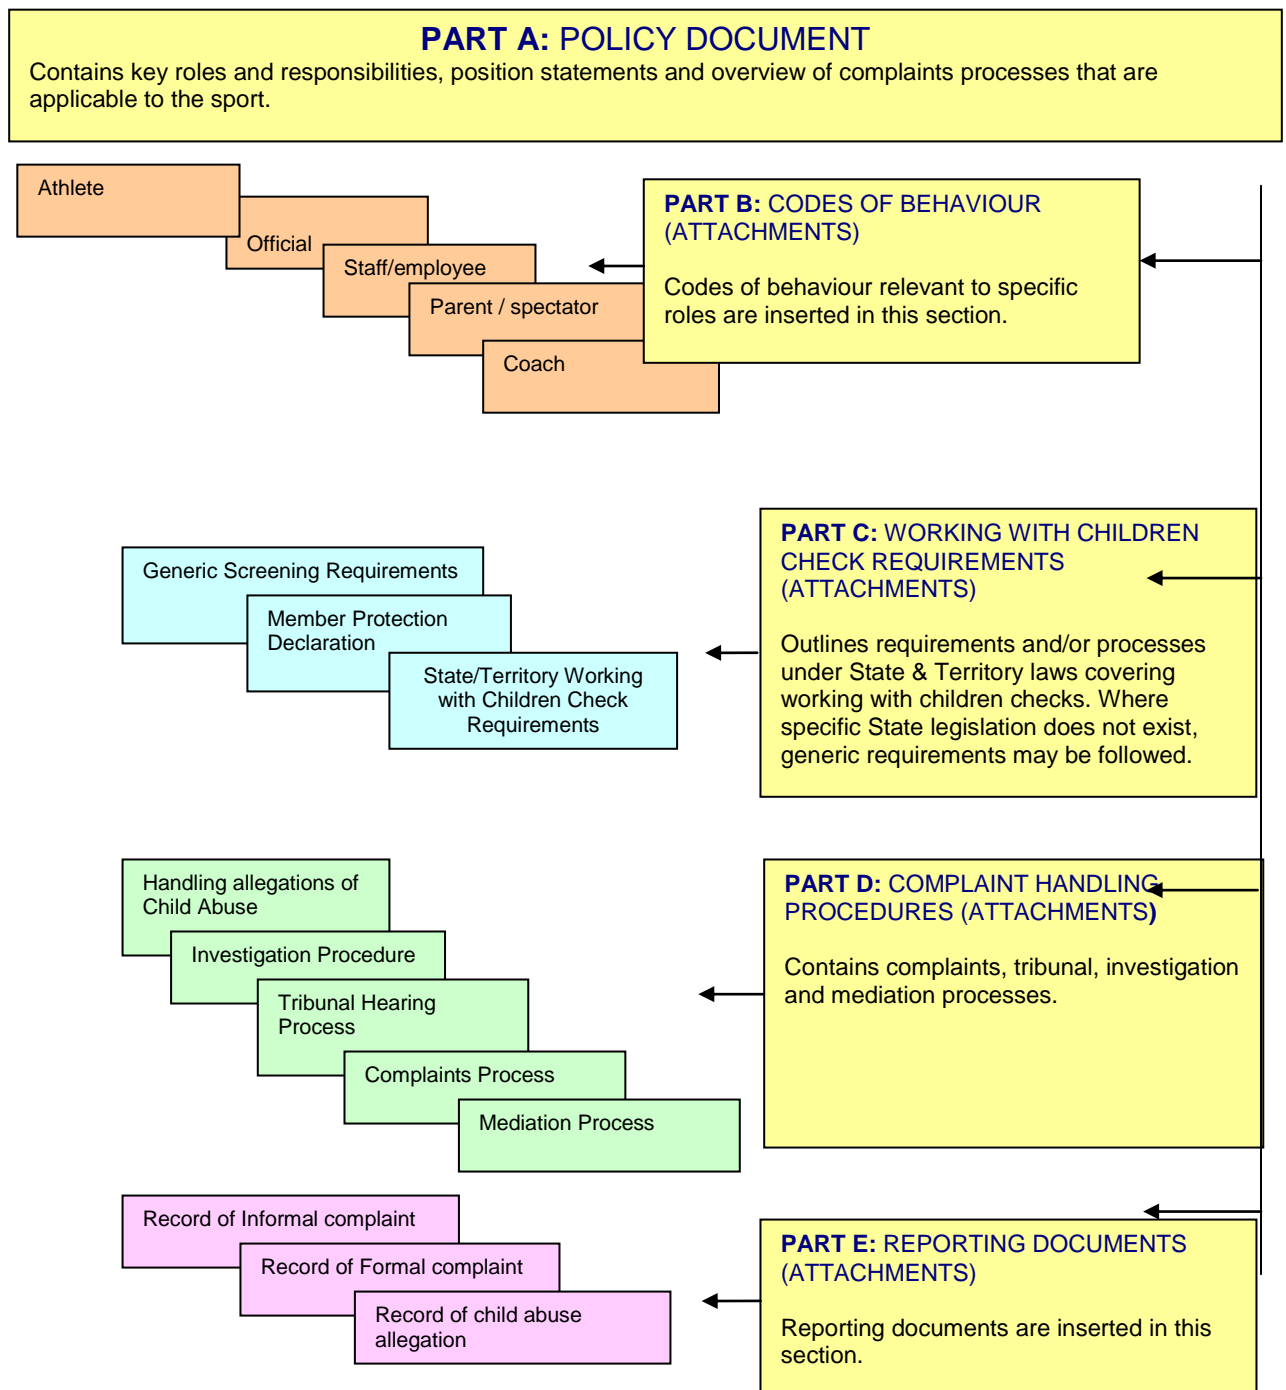 PART A: POLICY DOCUMENT
Contains key roles and responsibilities, position statements and overview of complaints processes that are
applicable to the sport.
Athlete
Official
Staff/employee
Parent / spectator
Coach
PART B: CODES OF BEHAVIOUR
(ATTACHMENTS)
Codes of behaviour relevant to specific
roles are inserted in this section.
Generic Screening Requirements
Member Protection
Declaration
State/Territory Working
with Children Check
Requirements
PART C: WORKING WITH CHILDREN
CHECK REQUIREMENTS
(ATTACHMENTS)
Outlines requirements and/or processes
under State & Territory laws covering
working with children checks. Where
specific State legislation does not exist,
generic requirements may be followed.
Handling allegations of
Child Abuse
Investigation Procedure
Tribunal Hearing
Process
Complaints Process
Mediation Process
PART D: COMPLAINT HANDLING
PROCEDURES (ATTACHMENTS)
Contains complaints, tribunal, investigation
and mediation processes.
Record of Informal complaint
Record of Formal complaint
Record of child abuse
allegation
PART E: REPORTING DOCUMENTS
(ATTACHMENTS)
Reporting documents are inserted in this
section.